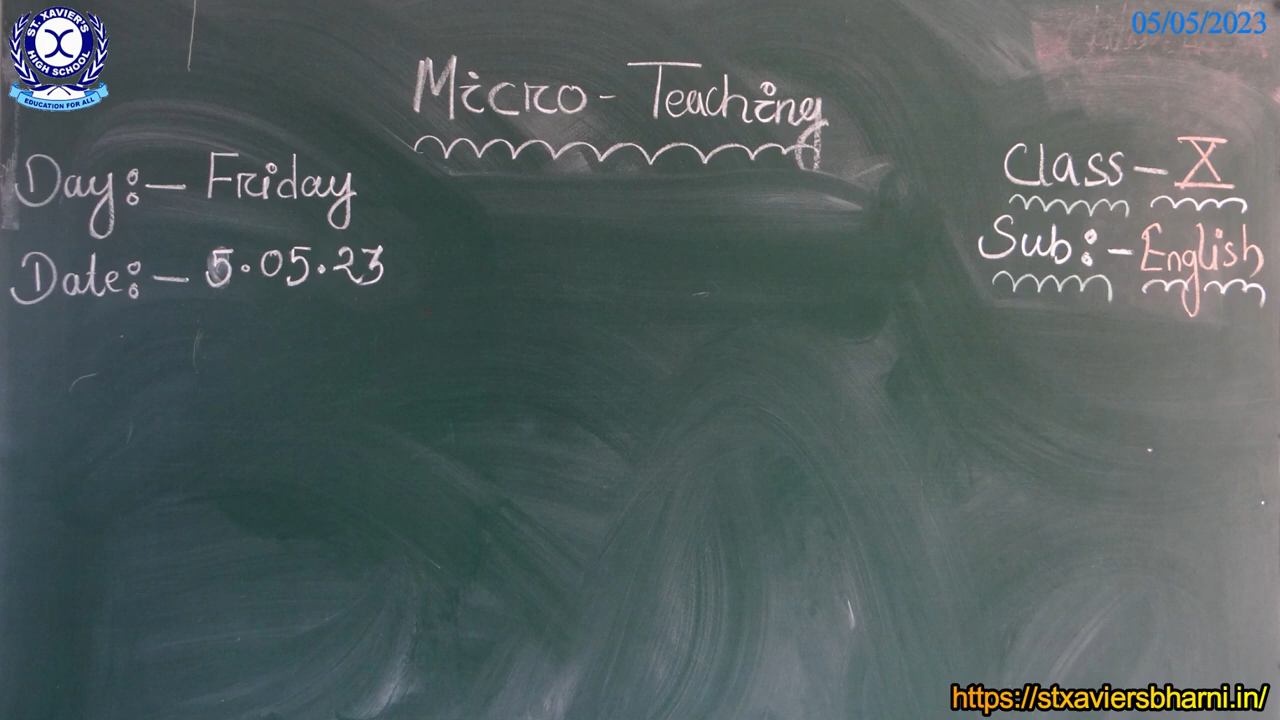 ST. XAVIER'S
HIGH SCHOOL
EDUCATION FOR ALL
05/05/2023
Micro - Teaching
Day:- Friday
Date:- 5.05.23
Class - X
Sub:- English
https://stxaviersbharni.in/